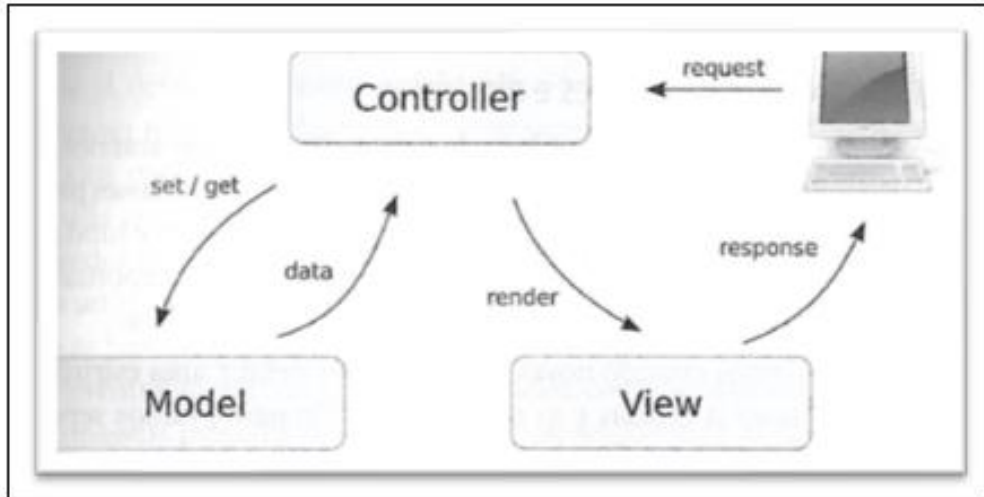 request
Controller
set / get
data
response
render
Model
View